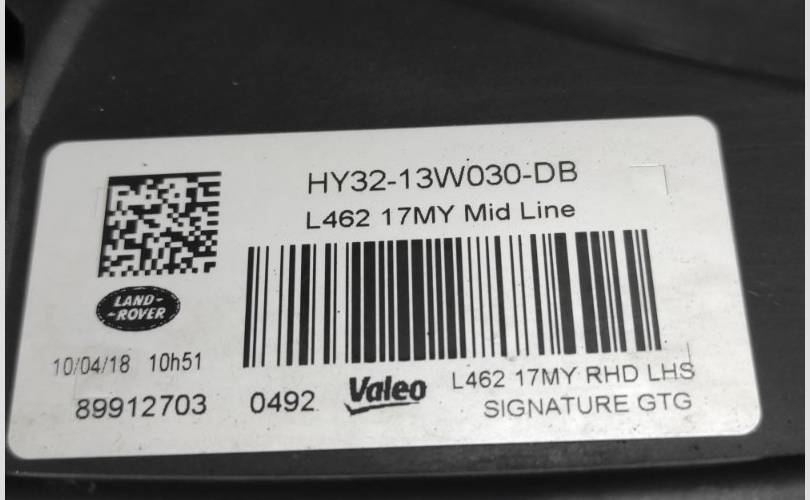 HY32-13W030-DB
L462 17MY Mid Line
LAND-
-ROVER
10/04/18 10h51
89912703 0492 Valeo
L462 17MY RHD LHS
SIGNATURE GTG